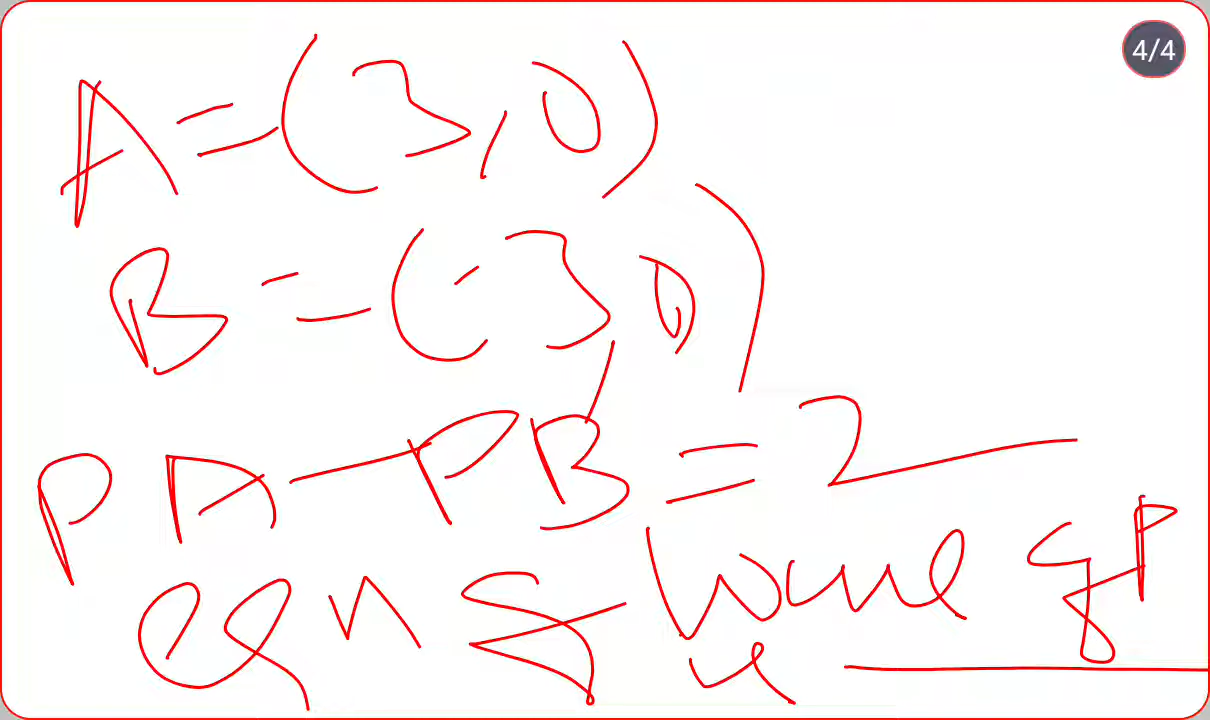 4/4
A = (3, 0)
B = (-3, 0)
PA - PB = 2
eqn of locus of P